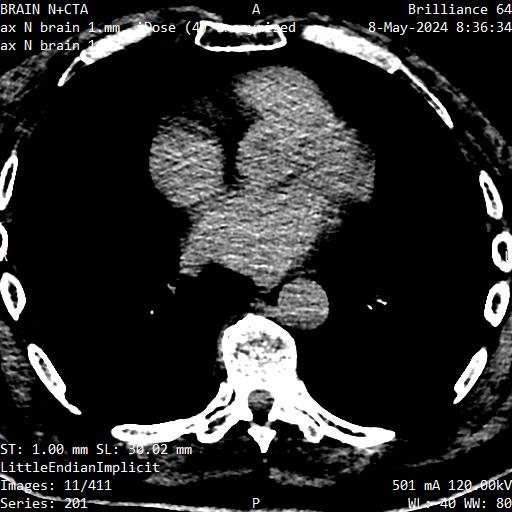 BRAIN N+CTA
ax N brain 1.mm, iDose (4)
ax N brain 1.
A
Brilliance 64
8-May-2024 8:36:34
R
L
ST: 1.00 mm SL: 30.02 mm
LittleEndianImplicit
Images: 11/411
Series: 201
P
501 mA 120.00kV
WL: 40 WW: 80